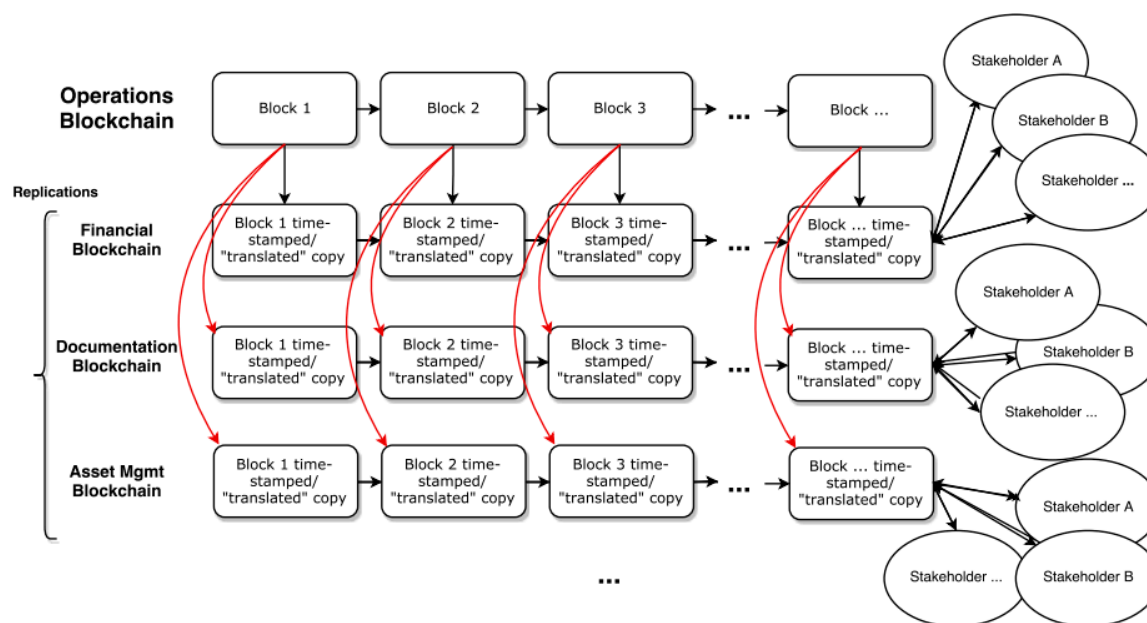 Operations
Blockchain
Block 1
Block 2
Block 3
...
Block ...
Stakeholder A
Stakeholder B
Stakeholder ...
Replications
Financial
Blockchain
Block 1 time-
stamped/
"translated" copy
Block 2 time-
stamped/
"translated" copy
Block 3 time-
stamped/
"translated" copy
...
Block ... time-
stamped/
"translated" copy
Documentation
Blockchain
Block 1 time-
stamped/
"translated" copy
Block 2 time-
stamped/
"translated" copy
Block 3 time-
stamped/
"translated" copy
...
Block ... time-
stamped/
"translated" copy
Stakeholder A
Stakeholder B
Stakeholder ...
Asset Mgmt
Blockchain
Block 1 time-
stamped/
"translated" copy
Block 2 time-
stamped/
"translated" copy
Block 3 time-
stamped/
"translated" copy
...
Block ... time-
stamped/
"translated" copy
Stakeholder A
Stakeholder ...
Stakeholder B
...